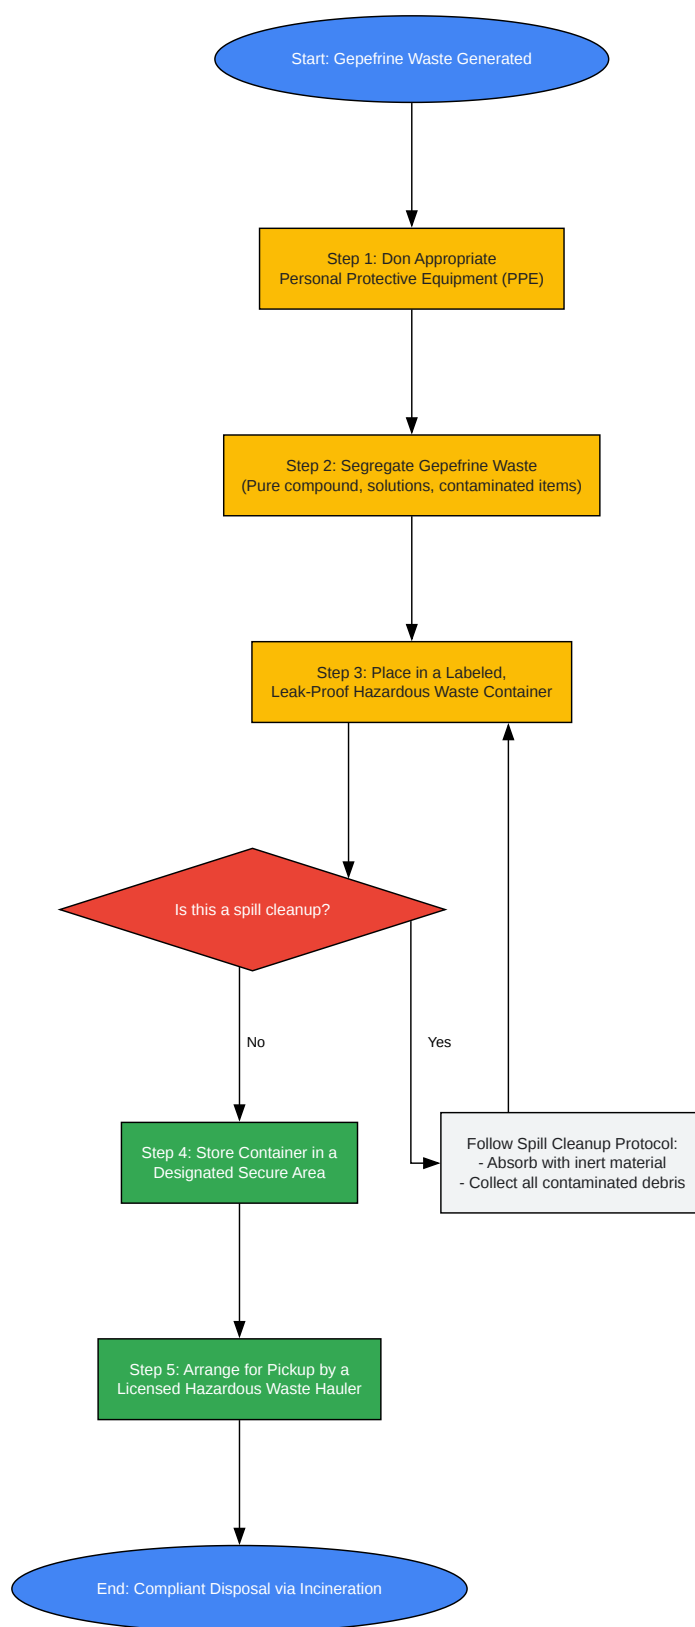 Start: Gepefrine Waste Generated
Step 1: Don Appropriate
Personal Protective Equipment (PPE)
Step 2: Segregate Gepefrine Waste
(Pure compound, solutions, contaminated items)
Step 3: Place in a Labeled,
Leak-Proof Hazardous Waste Container
Is this a spill cleanup?
No
Yes
Follow Spill Cleanup Protocol:
- Absorb with inert material
- Collect all contaminated debris
Step 4: Store Container in a
Designated Secure Area
Step 5: Arrange for Pickup by a
Licensed Hazardous Waste Hauler
End: Compliant Disposal via Incineration